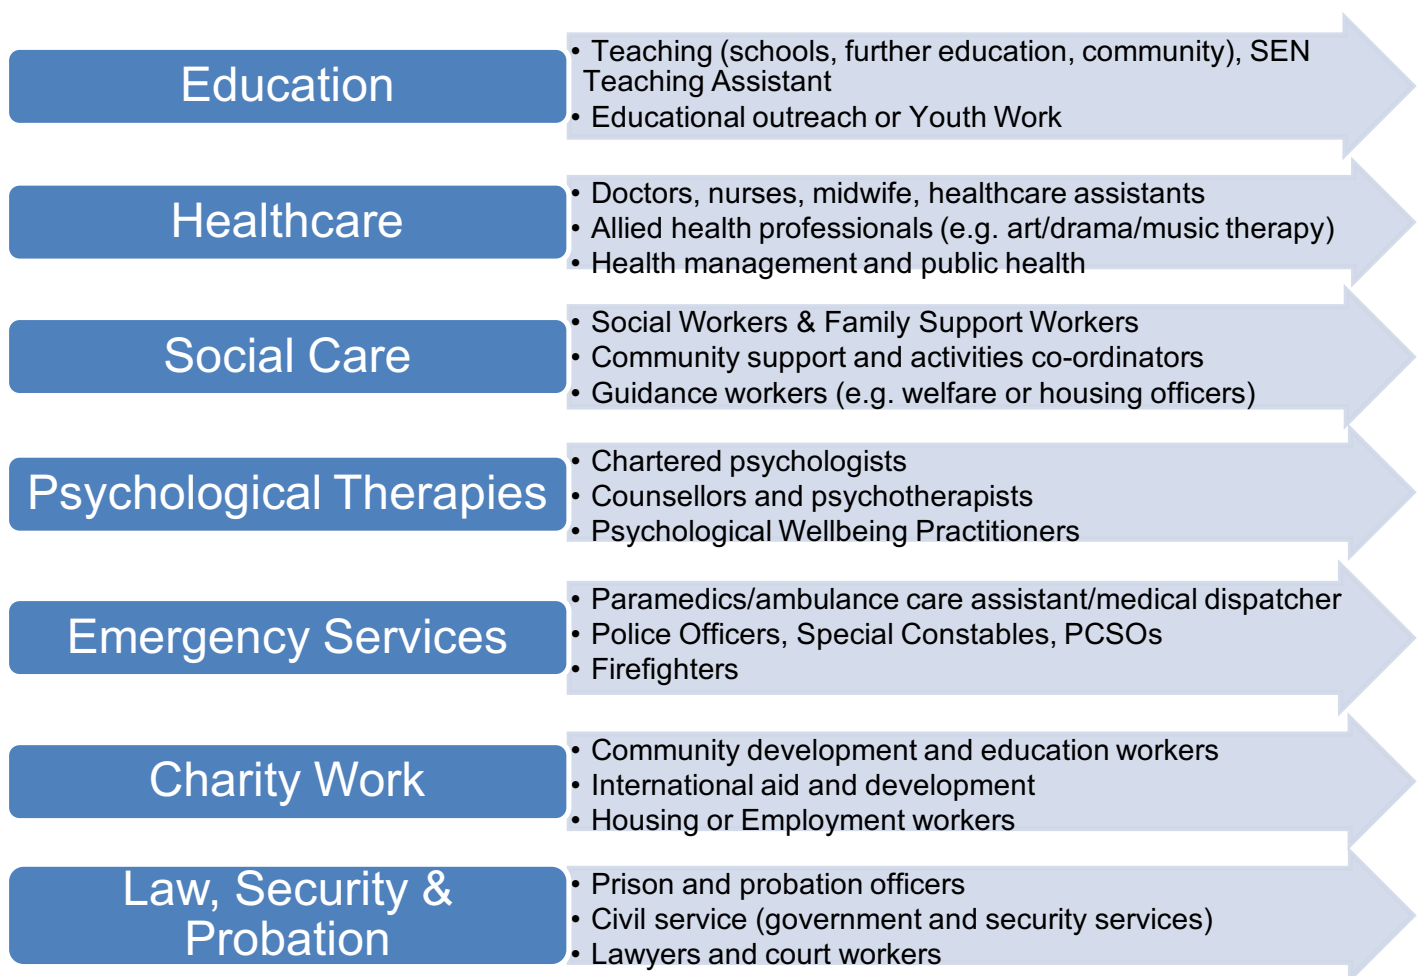 Education
• Teaching (schools, further education, community), SEN
Teaching Assistant
• Educational outreach or Youth Work
Healthcare
• Doctors, nurses, midwife, healthcare assistants
• Allied health professionals (e.g. art/drama/music therapy)
• Health management and public health
Social Care
• Social Workers & Family Support Workers
• Community support and activities co-ordinators
• Guidance workers (e.g. welfare or housing officers)
Psychological Therapies
• Chartered psychologists
• Counsellors and psychotherapists
• Psychological Wellbeing Practitioners
Emergency Services
• Paramedics/ambulance care assistant/medical dispatcher
• Police Officers, Special Constables, PCSOs
• Firefighters
Charity Work
• Community development and education workers
• International aid and development
• Housing or Employment workers
Law, Security &
Probation
• Prison and probation officers
• Civil service (government and security services)
• Lawyers and court workers